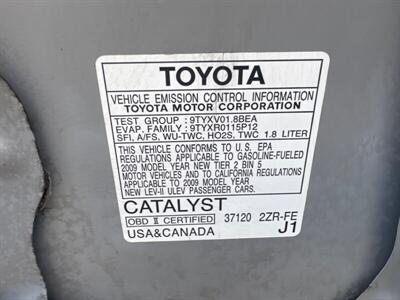 TOYOTA
VEHICLE EMISSION CONTROL INFORMATION
TOYOTA MOTOR CORPORATION
TEST GROUP : 9TYXV01.8BEA
EVAP. FAMILY : 9TYXR0115P12
SFI, A/FS, WU-TWC, HO2S, TWC 1.8 LITER
THIS VEHICLE CONFORMS TO U.S. EPA
REGULATIONS APPLICABLE TO GASOLINE-FUELED
2009 MODEL YEAR NEW TIER 2 BIN 5
MOTOR VEHICLES AND TO CALIFORNIA REGULATIONS
APPLICABLE TO 2009 MODEL YEAR
NEW LEV-II ULEV PASSENGER CARS.
CATALYST
OBD II CERTIFIED 37120 2ZR-FE
USA&CANADA J1